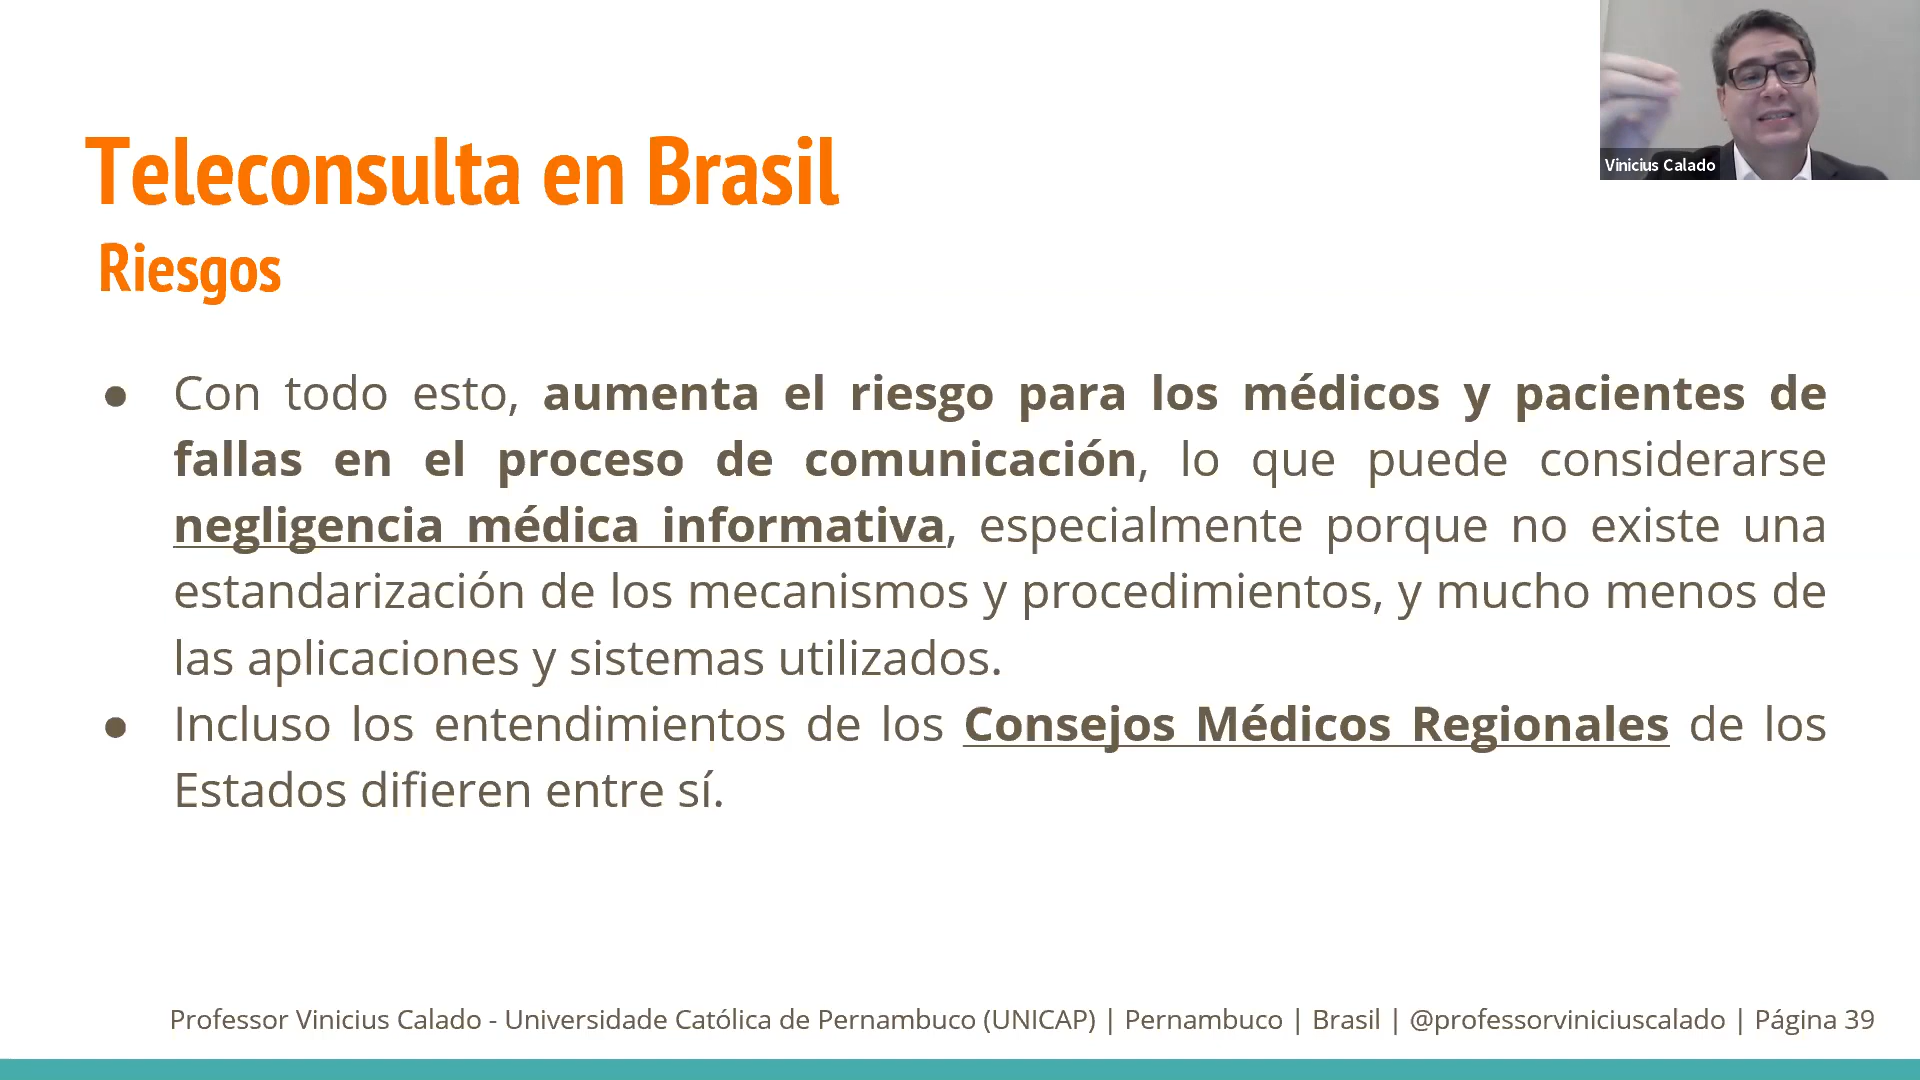 Vinicius Calado
Teleconsulta en Brasil
Riesgos
● Con todo esto, aumenta el riesgo para los médicos y pacientes de
fallas en el proceso de comunicación, lo que puede considerarse
negligencia médica informativa, especialmente porque no existe una
estandarización de los mecanismos y procedimientos, y mucho menos de
las aplicaciones y sistemas utilizados.
● Incluso los entendimientos de los Consejos Médicos Regionales de los
Estados difieren entre sí.
Professor Vinicius Calado - Universidade Católica de Pernambuco (UNICAP) | Pernambuco | Brasil | @professorviniciuscalado | Página 39